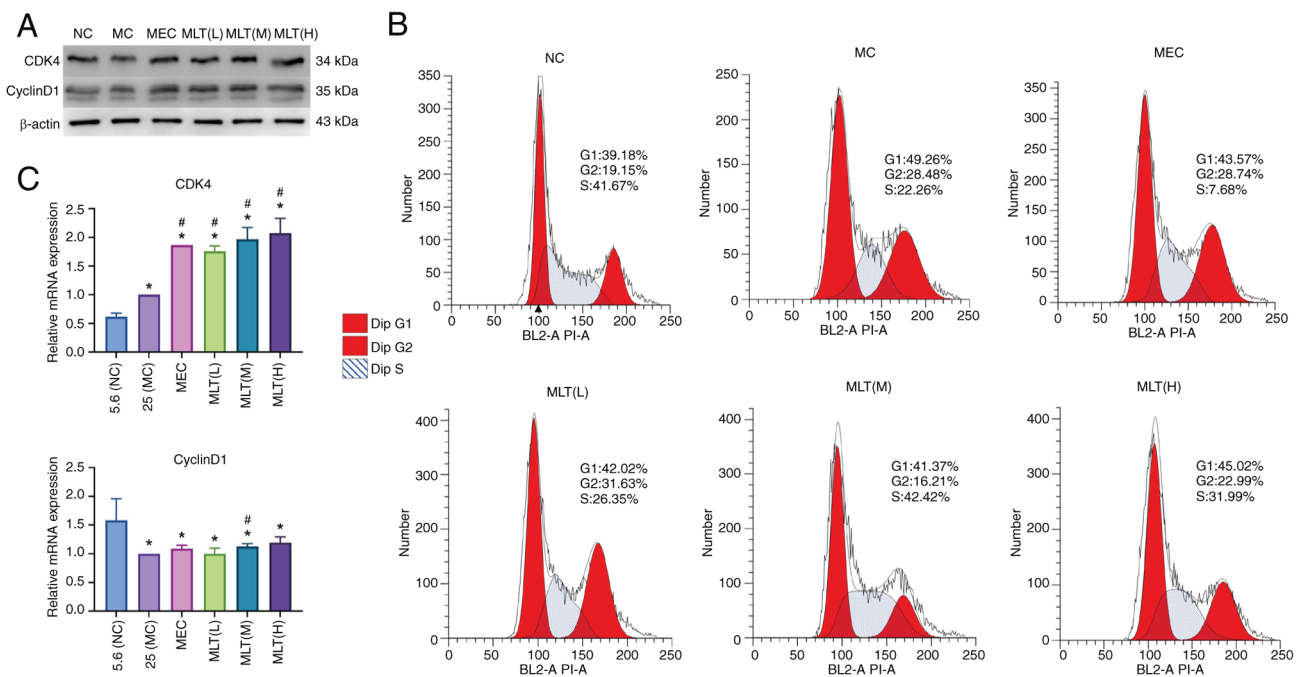 A
NC MC MEC MLT(L) MLT(M) MLT(H)
CDK4 34 kDa
CyclinD1 35 kDa
β-actin 43 kDa
B
NC
Number
350
300
250
200
150
100
50
0
G1:39.18%
G2:19.15%
S:41.67%
0 50 100 150 200 250
BL2-A PI-A
MC
Number
250
200
150
100
50
0
G1:49.26%
G2:28.48%
S:22.26%
0 50 100 150 200 250
BL2-A PI-A
MEC
Number
350
300
250
200
150
100
50
0
G1:43.57%
G2:28.74%
S:7.68%
0 50 100 150 200 250
BL2-A PI-A
Dip G1
Dip G2
Dip S
MLT(L)
Number
400
300
200
100
0
G1:42.02%
G2:31.63%
S:26.35%
0 50 100 150 200 250
BL2-A PI-A
MLT(M)
Number
400
300
200
100
0
G1:41.37%
G2:16.21%
S:42.42%
0 50 100 150 200 250
BL2-A PI-A
MLT(H)
Number
400
300
200
100
0
G1:45.02%
G2:22.99%
S:31.99%
0 50 100 150 200 250
BL2-A PI-A
C
CDK4
Relative mRNA expression
2.5
2.0
1.5
1.0
0.5
0.0
# # # #
* * * * *
5.6 (NC)
25 (MC)
MEC
MLT(L)
MLT(M)
MLT(H)
CyclinD1
Relative mRNA expression
2.5
2.0
1.5
1.0
0.5
0.0
#
* * * * *
5.6 (NC)
25 (MC)
MEC
MLT(L)
MLT(M)
MLT(H)